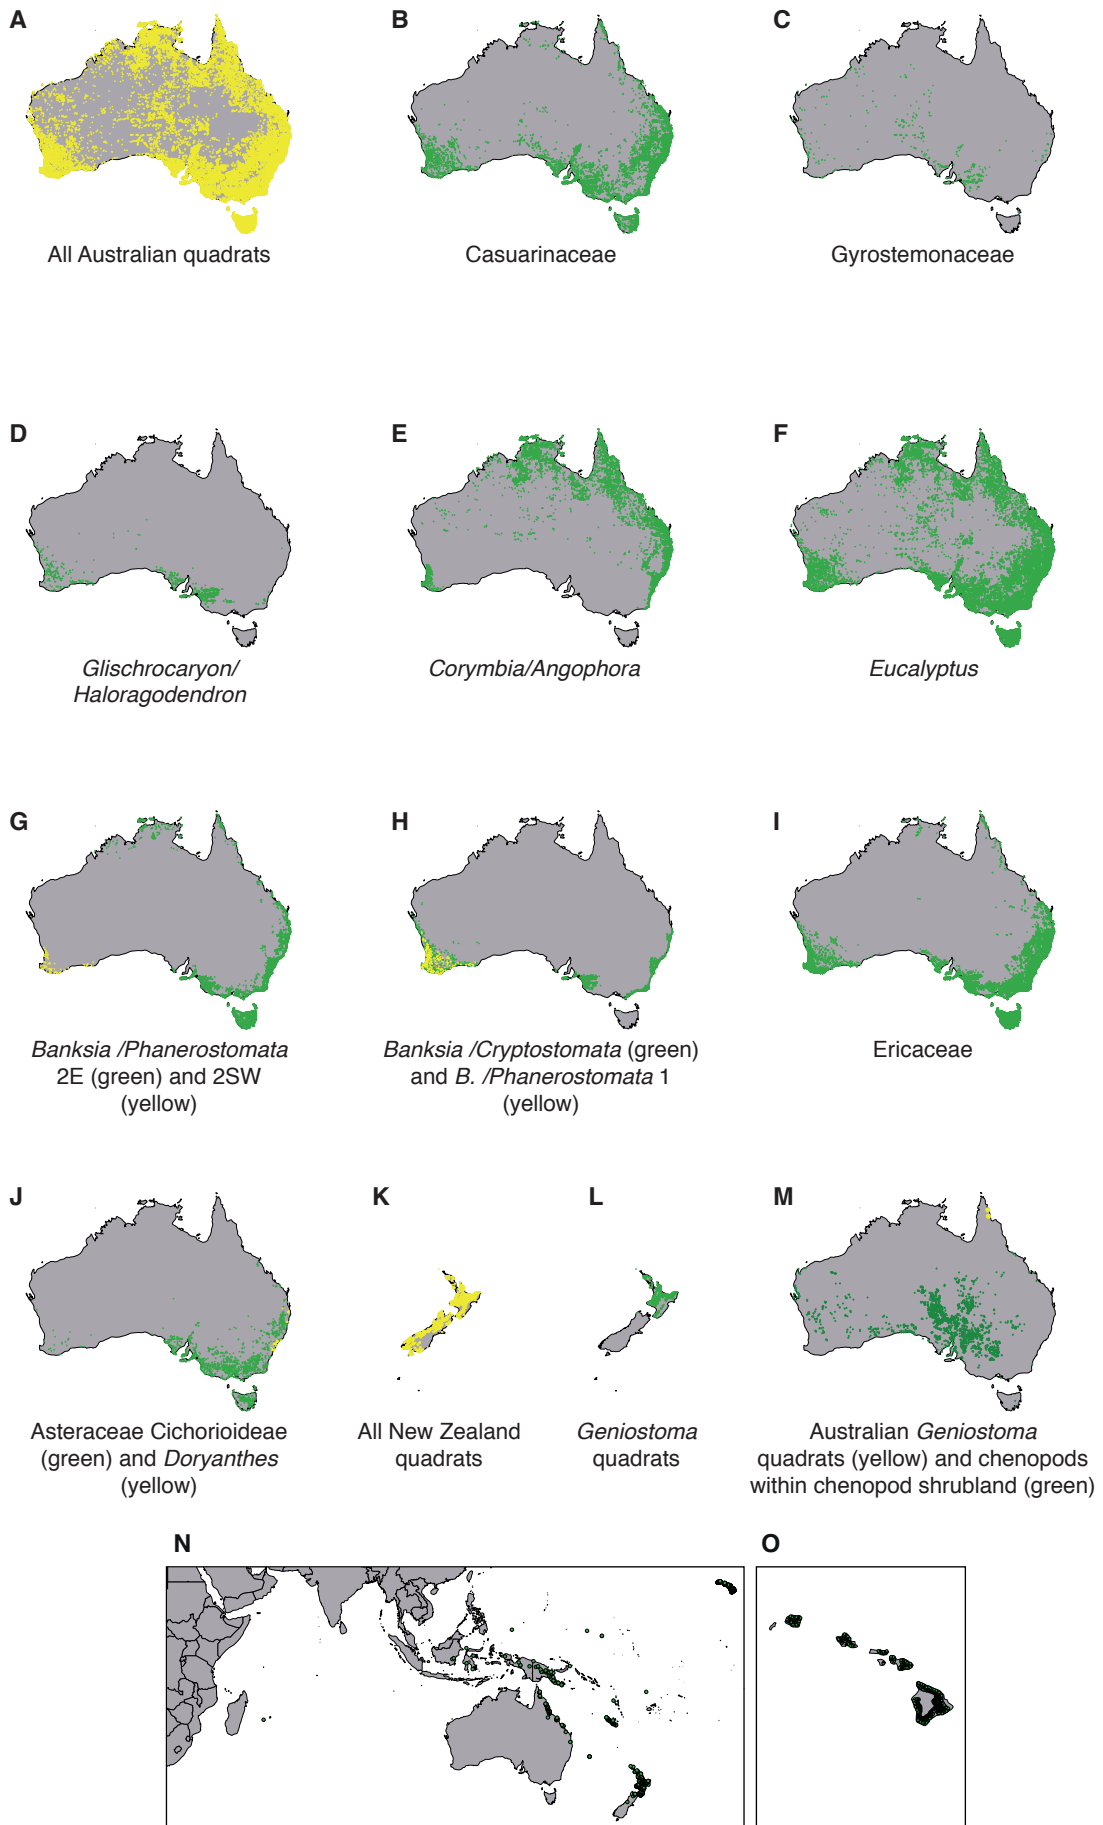 A
B
C
All Australian quadrats
Casuarinaceae
Gyrostemonaceae
D
E
F
Glischrocaryon/
Haloragodendron
Corymbia/Angophora
Eucalyptus
G
H
I
Banksia /Phanerostomata
2E (green) and 2SW
(yellow)
Banksia /Cryptostomata (green)
and B. /Phanerostomata 1
(yellow)
Ericaceae
J
K
L
M
Asteraceae Cichorioideae
(green) and Doryanthes
(yellow)
All New Zealand
quadrats
Geniostoma
quadrats
Australian Geniostoma
quadrats (yellow) and chenopods
within chenopod shrubland (green)
N
O